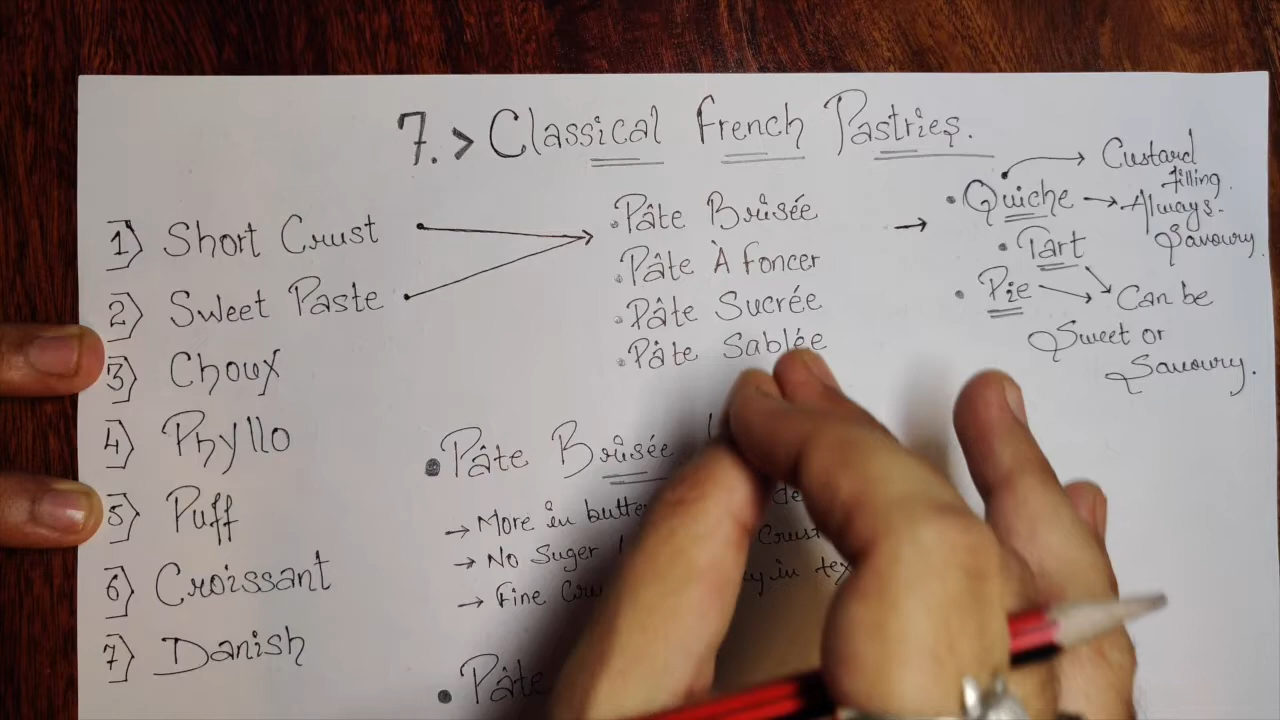 7.> Classical French Pastries.
1) Short Crust
2) Sweet Paste
3) Choux
4) Phyllo
5) Puff
6) Croissant
7) Danish
• Pâte Brisée
• Pâte À Foncer
• Pâte Sucrée
• Pâte Sablée
• Quiche
Custard
filling.
Always
Savoury.
• Tart
• Pie
Can be
Sweet or
Savoury.
• Pâte Brisée
→ More in
→ No Suger Crust
→ Fine in
• Pâte